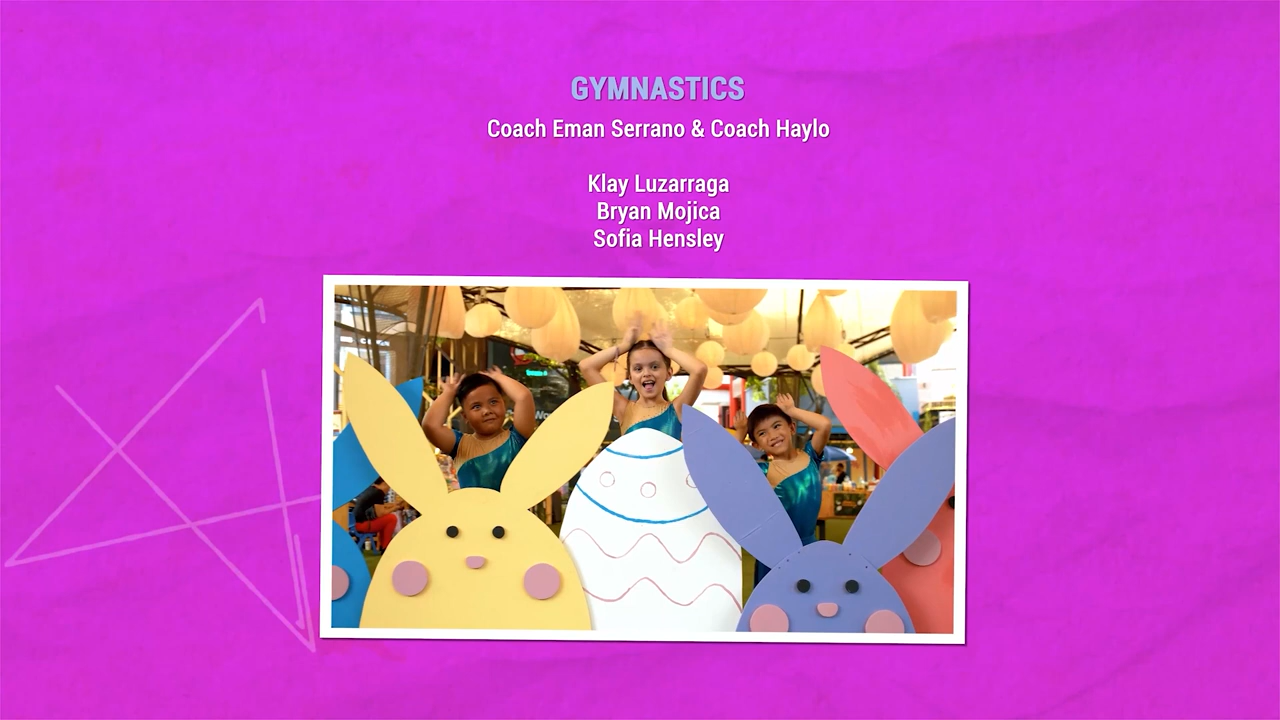 GYMNASTICS
Coach Eman Serrano & Coach Haylo
Klay Luzarraga
Bryan Mojica
Sofia Hensley